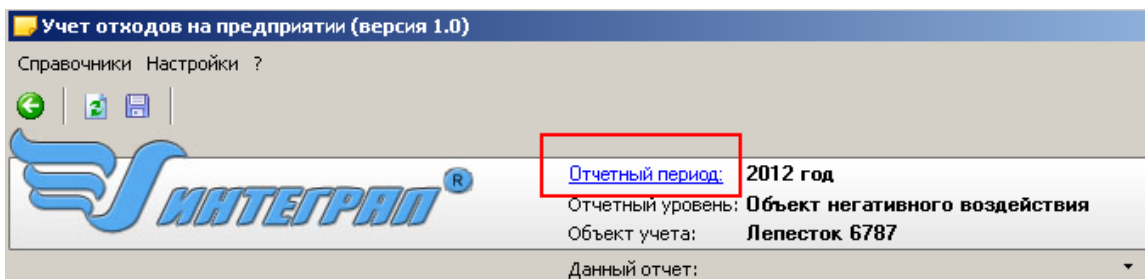 Учет отходов на предприятии (версия 1.0)
Справочники Настройки ?
ИНТЕГРАЛ ®
Отчетный период: 2012 год
Отчетный уровень: Объект негативного воздействия
Объект учета: Лепесток 6787
Данный отчет: